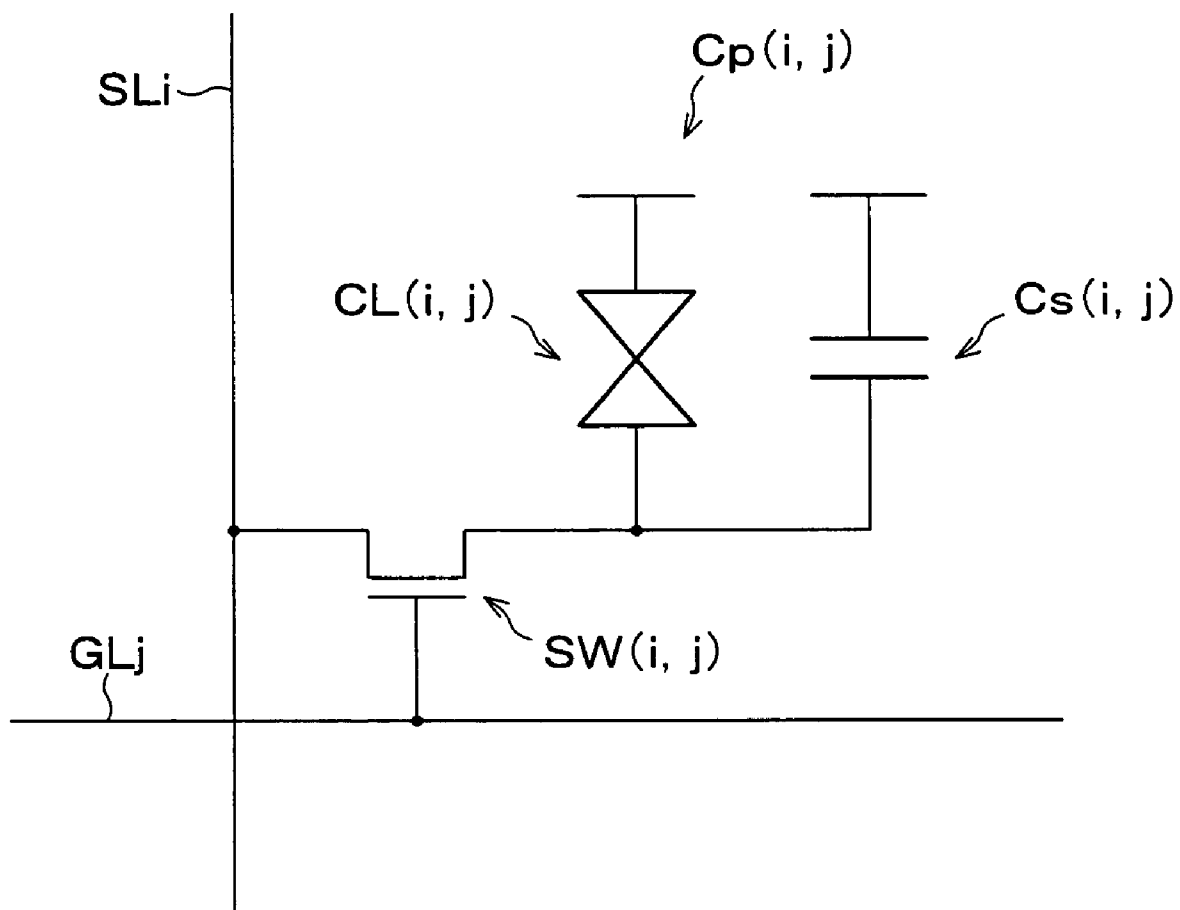 Cp(i, j)
SLi
CL(i, j)
Cs(i, j)
SW(i, j)
GLj